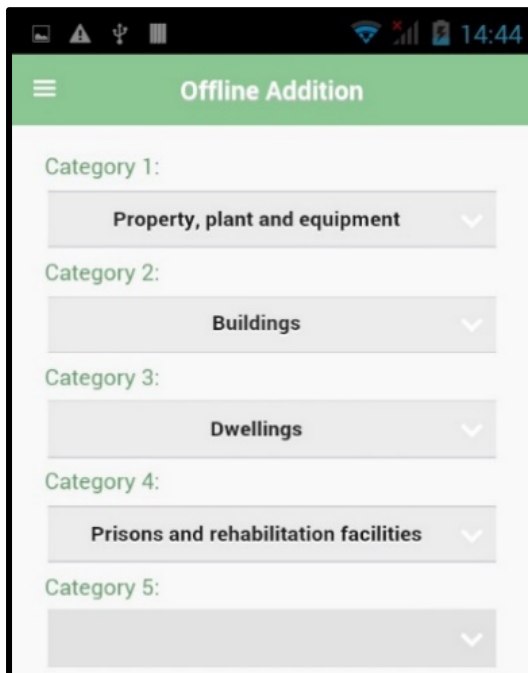 14:44
Offline Addition
Category 1:
Property, plant and equipment
Category 2:
Buildings
Category 3:
Dwellings
Category 4:
Prisons and rehabilitation facilities
Category 5: